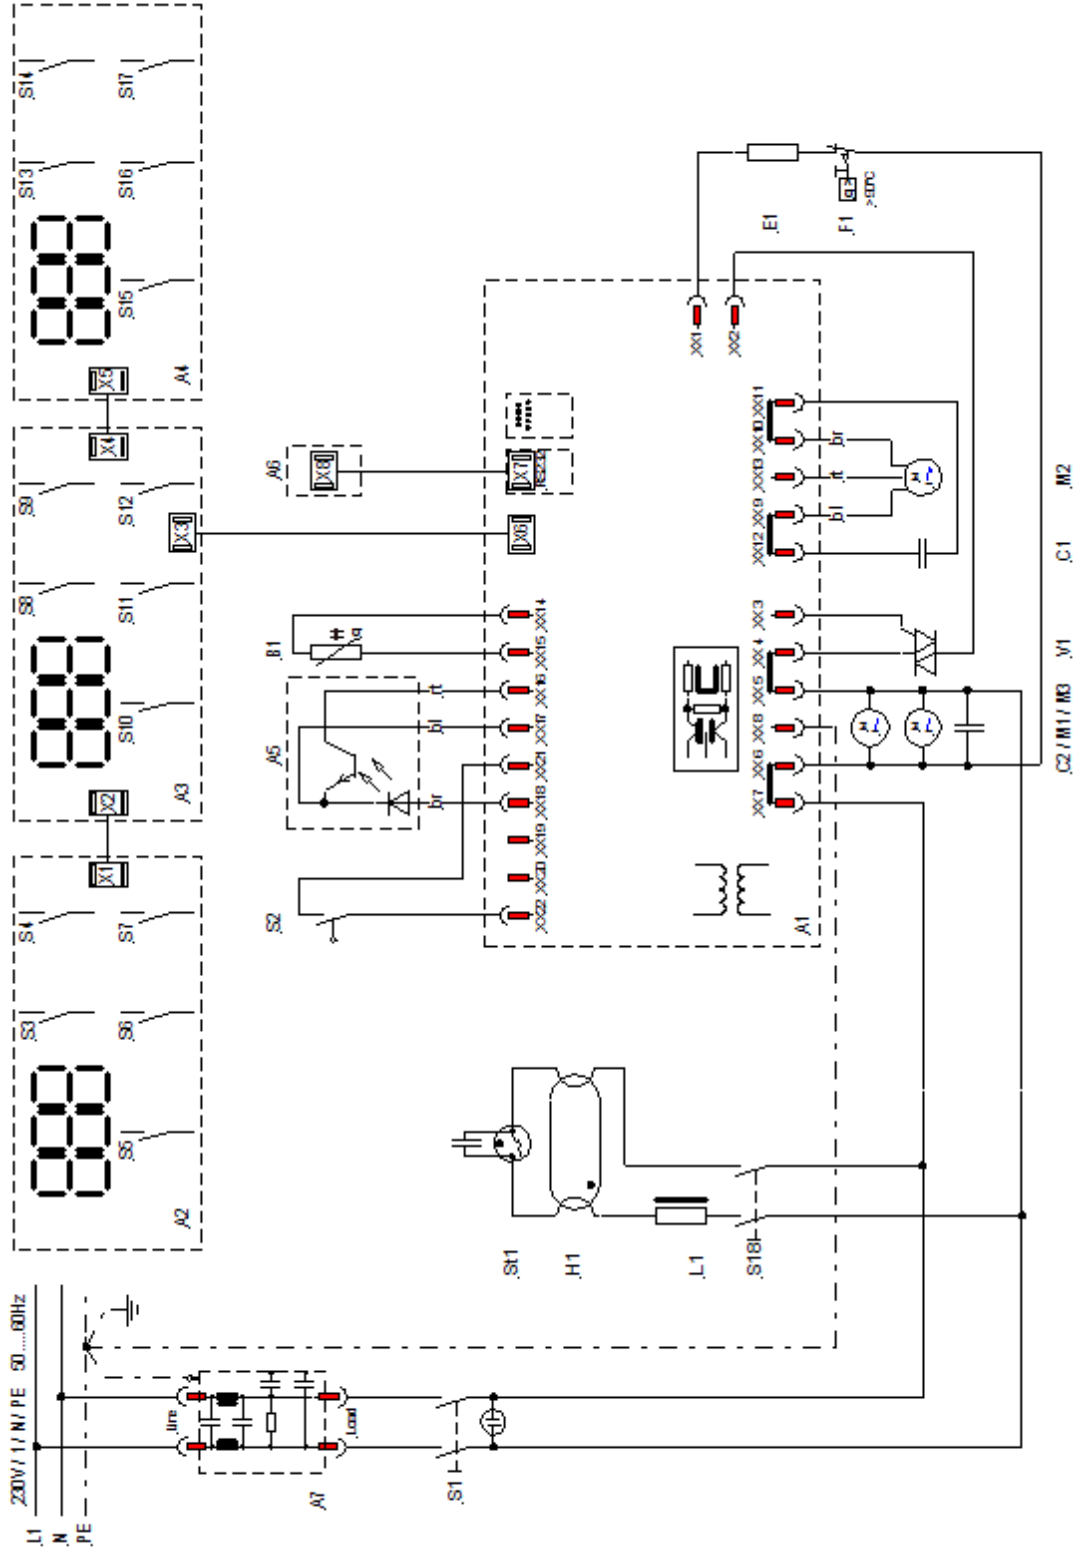 230V / 1 / N / PE 50....60Hz
L1
N
PE
Line
Load
A7
S1
S3
S4
S5
S6
S7
A2
X1
X2
S8
S9
S10
S11
S12
A3
X3
X4
X5
S13
S14
S15
S16
S17
A4
S2
A5
B1
A6
X8
br
bl
rt
XX22
XX20
XX19
XX18
XX21
XX17
XX16
XX15
XX14
X6
X7
RS232
A1
XX1
XX2
XX7
XX6
XX8
XX5
XX4
XX3
XX12
XX9
XX13
XX10
XX11
bl
rt
br
M
M
M
E1
F1
St1
H1
L1
S18
C2 / M1 / M3
V1
C1
M2